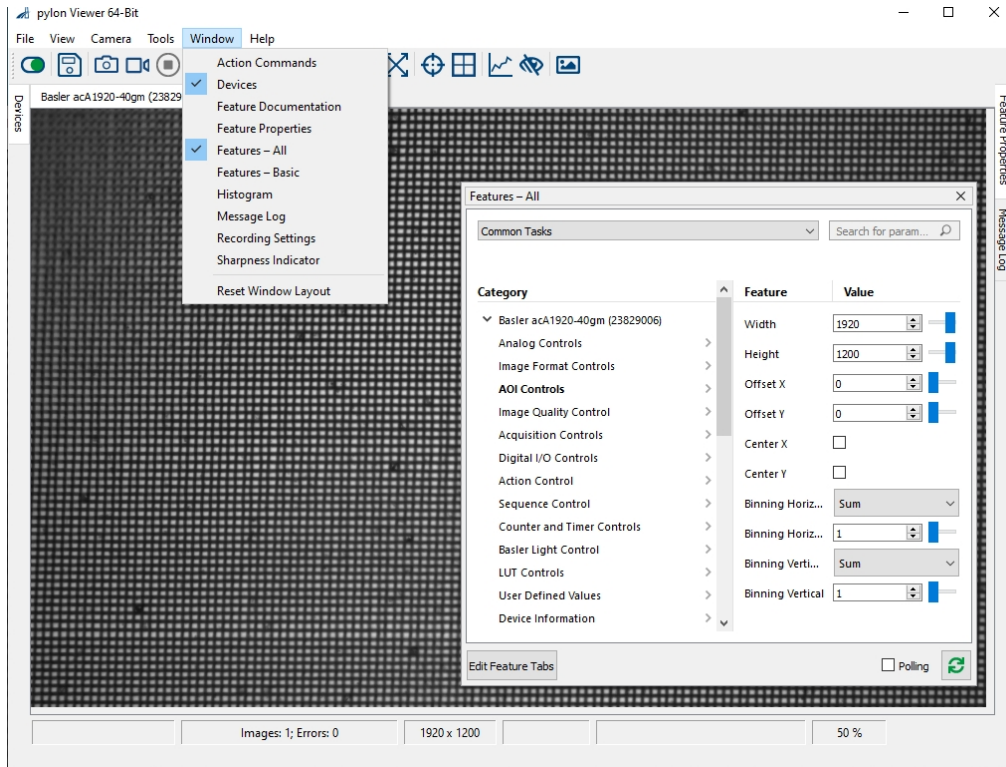 pylon Viewer 64-Bit
File View Camera Tools Window Help
Devices
Basler acA1920-40gm (23829
Action Commands
Devices
Feature Documentation
Feature Properties
Features – All
Features – Basic
Histogram
Message Log
Recording Settings
Sharpness Indicator
Reset Window Layout
Feature Properties
Message Log
Features – All
Common Tasks
Search for param...
Category
Basler acA1920-40gm (23829006)
Analog Controls
Image Format Controls
AOI Controls
Image Quality Control
Acquisition Controls
Digital I/O Controls
Action Control
Sequence Control
Counter and Timer Controls
Basler Light Control
LUT Controls
User Defined Values
Device Information
Feature Value
Width 1920
Height 1200
Offset X 0
Offset Y 0
Center X
Center Y
Binning Horiz... Sum
Binning Horiz... 1
Binning Verti... Sum
Binning Vertical 1
Edit Feature Tabs
Polling
Images: 1; Errors: 0 1920 x 1200 50 %